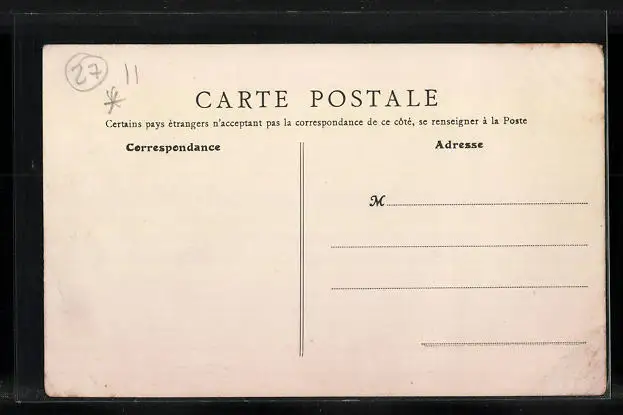 27 11
*
CARTE POSTALE
Certains pays étrangers n'acceptant pas la correspondance de ce côté, se renseigner à la Poste
Correspondance
Adresse
M